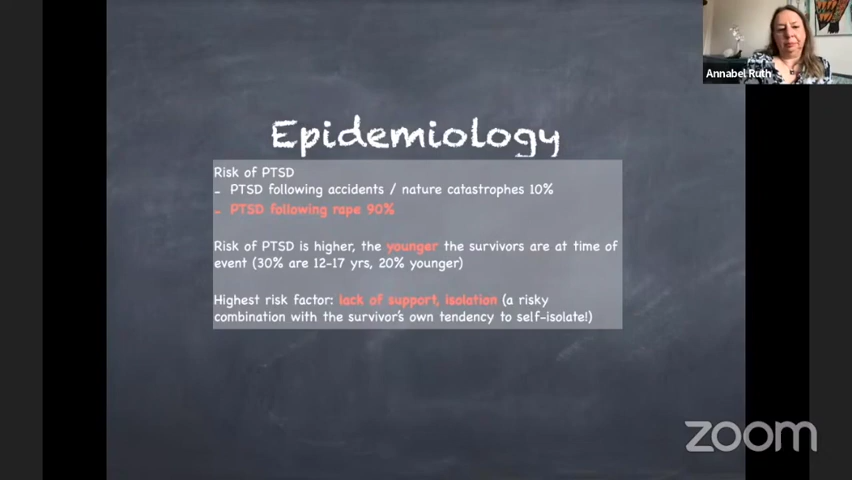 Annabel Ruth
Epidemiology
Risk of PTSD
- PTSD following accidents / nature catastrophes 10%
- PTSD following rape 90%
Risk of PTSD is higher, the younger the survivors are at time of
event (30% are 12-17 yrs, 20% younger)
Highest risk factor: lack of support, isolation (a risky
combination with the survivor's own tendency to self-isolate!)
zoom